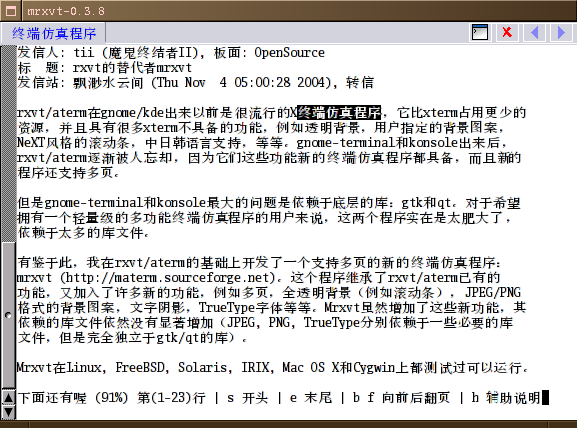 mrxvt-0.3.8
终端仿真程序
发信人: tii (魔鬼终结者II), 板面: OpenSource
标　题: rxvt的替代者mrxvt
发信站: 飘渺水云间 (Thu Nov  4 05:00:28 2004), 转信
rxvt/aterm在gnome/kde出来以前是很流行的X终端仿真程序，它比xterm占用更少的
资源，并且具有很多xterm不具备的功能，例如透明背景，用户指定的背景图案，
NeXT风格的滚动条，中日韩语言支持，等等。gnome-terminal和konsole出来后，
rxvt/aterm逐渐被人忘却，因为它们这些功能新的终端仿真程序都具备，而且新的
程序还支持多页。
但是gnome-terminal和konsole最大的问题是依赖于底层的库：gtk和qt。对于希望
拥有一个轻量级的多功能终端仿真程序的用户来说，这两个程序实在是太肥大了，
依赖于太多的库文件。
有鉴于此，我在rxvt/aterm的基础上开发了一个支持多页的新的终端仿真程序：
mrxvt (http://materm.sourceforge.net)。这个程序继承了rxvt/aterm已有的
功能，又加入了许多新的功能，例如多页，全透明背景（例如滚动条），JPEG/PNG
格式的背景图案，文字阴影，TrueType字体等等。Mrxvt虽然增加了这些新功能，其
依赖的库文件依然没有显著增加（JPEG, PNG, TrueType分别依赖于一些必要的库
文件，但是完全独立于gtk/qt的库）。
Mrxvt在Linux, FreeBSD, Solaris, IRIX, Mac OS X和Cygwin上都测试过可以运行。
下面还有喔 (91%) 第(1-23)行 | s 开头 | e 末尾 | b f 向前后翻页 | h 辅助说明